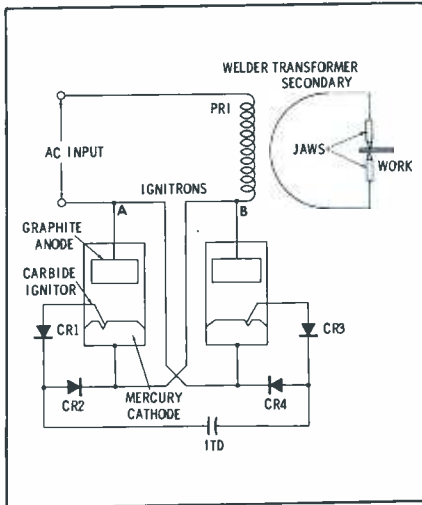 WELDER TRANSFORMER
SECONDARY
PRI
AC INPUT
JAWS
WORK
IGNITRONS
A
B
GRAPHITE
ANODE
CARBIDE
IGNITOR
CR1
CR3
CR2
MERCURY
CATHODE
CR4
1TD